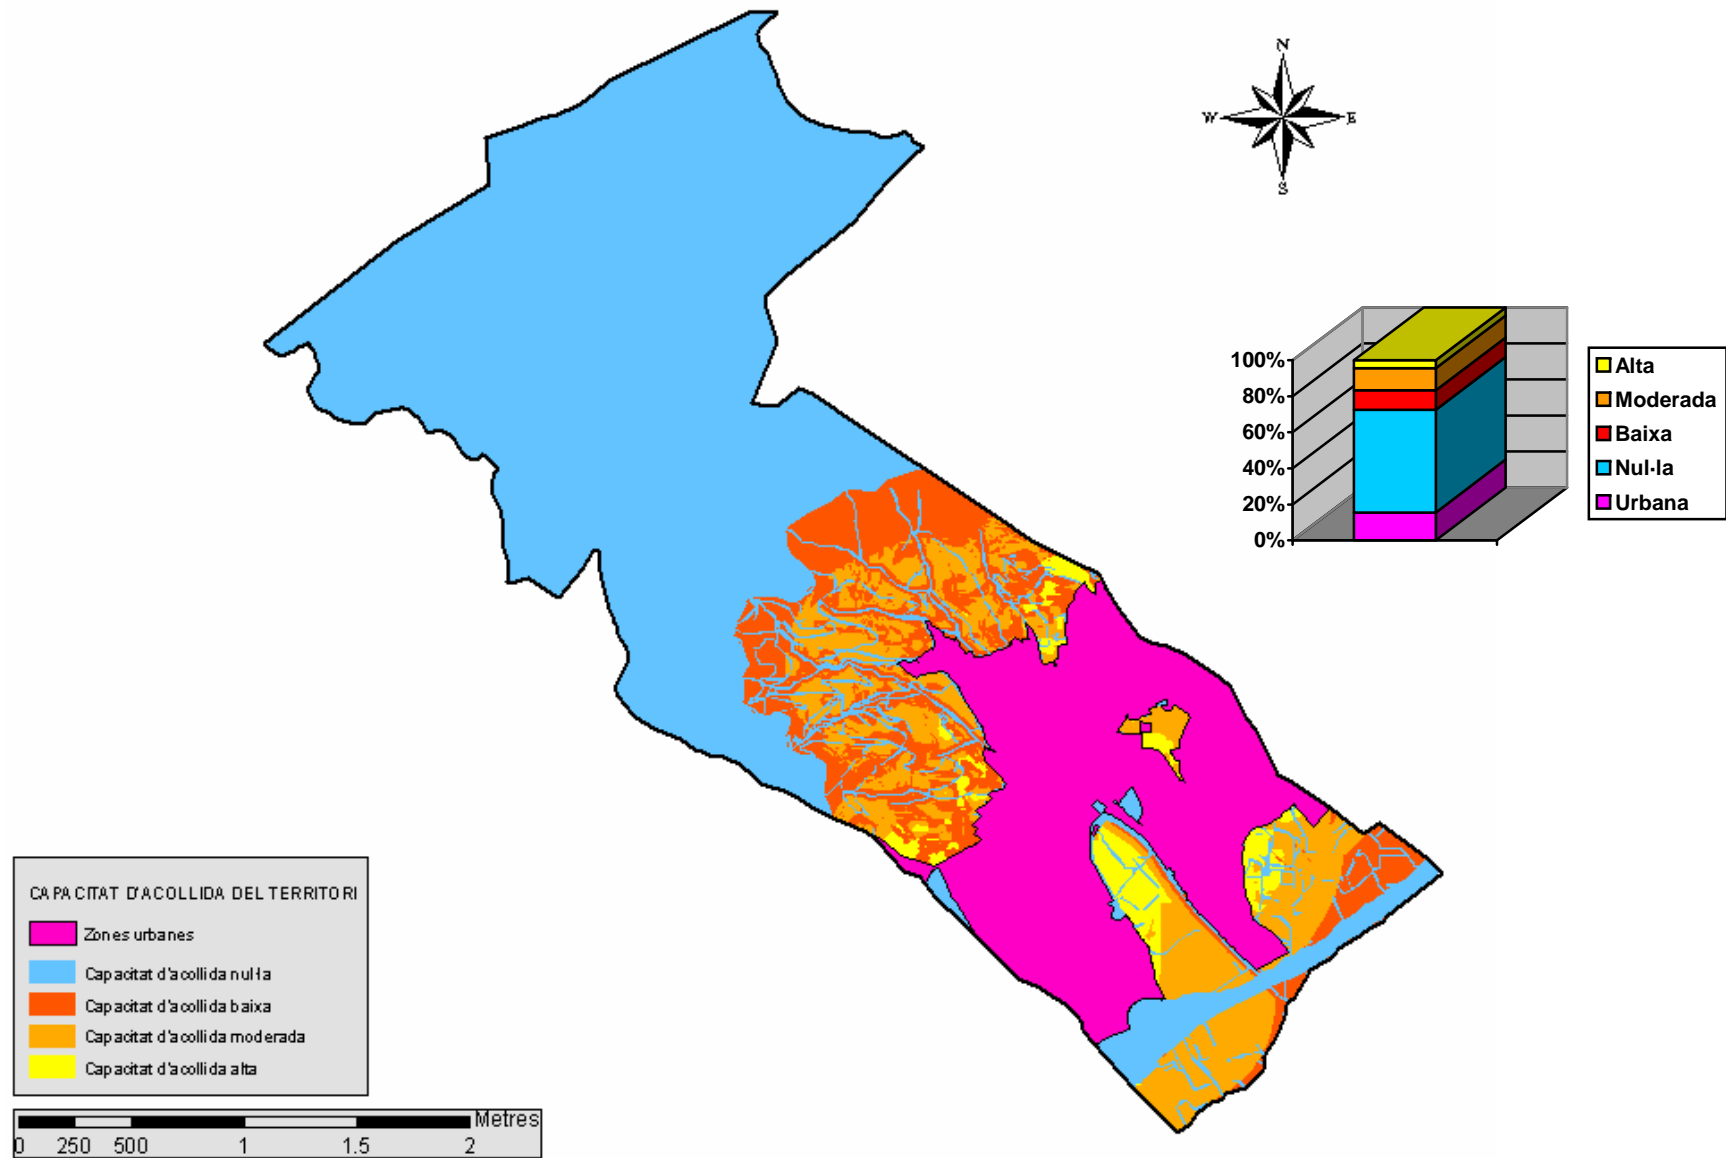 N
W E
S
100%
80%
60%
40%
20%
0%
Alta
Moderada
Baixa
Nul·la
Urbana
CAPACITAT D'ACOLLIDA DEL TERRITORI
Zones urbanes
Capacitat d'acollida nul·la
Capacitat d'acollida baixa
Capacitat d'acollida moderada
Capacitat d'acollida alta
Metres
0 250 500 1 1.5 2